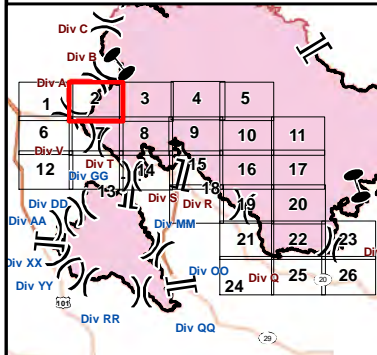 Div C
Div B
Div A
1 2 3 4 5
6 7 8 9 10 11
Div V
12 Div T 14 15 16 17
Div GG
13 Div S Div R 18 19 20
Div DD
Div AA Div MM
21 22 23
Div XX Div OO
Div YY Div Q 24 25 20 26
101
Div RR
Div QQ
29